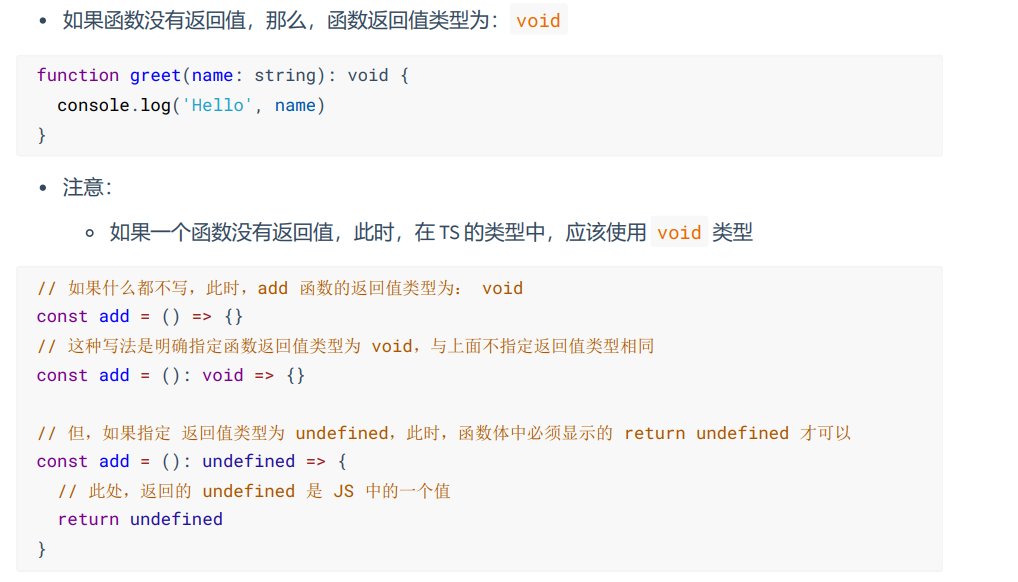 如果函数没有返回值，那么，函数返回值类型为： void
function greet(name: string): void {
  console.log('Hello', name)
}
注意：
如果一个函数没有返回值，此时，在 TS 的类型中，应该使用 void 类型
// 如果什么都不写，此时，add 函数的返回值类型为： void
const add = () => {}
// 这种写法是明确指定函数返回值类型为 void，与上面不指定返回值类型相同
const add = (): void => {}
// 但，如果指定 返回值类型为 undefined，此时，函数体中必须显示的 return undefined 才可以
const add = (): undefined => {
  // 此处，返回的 undefined 是 JS 中的一个值
  return undefined
}